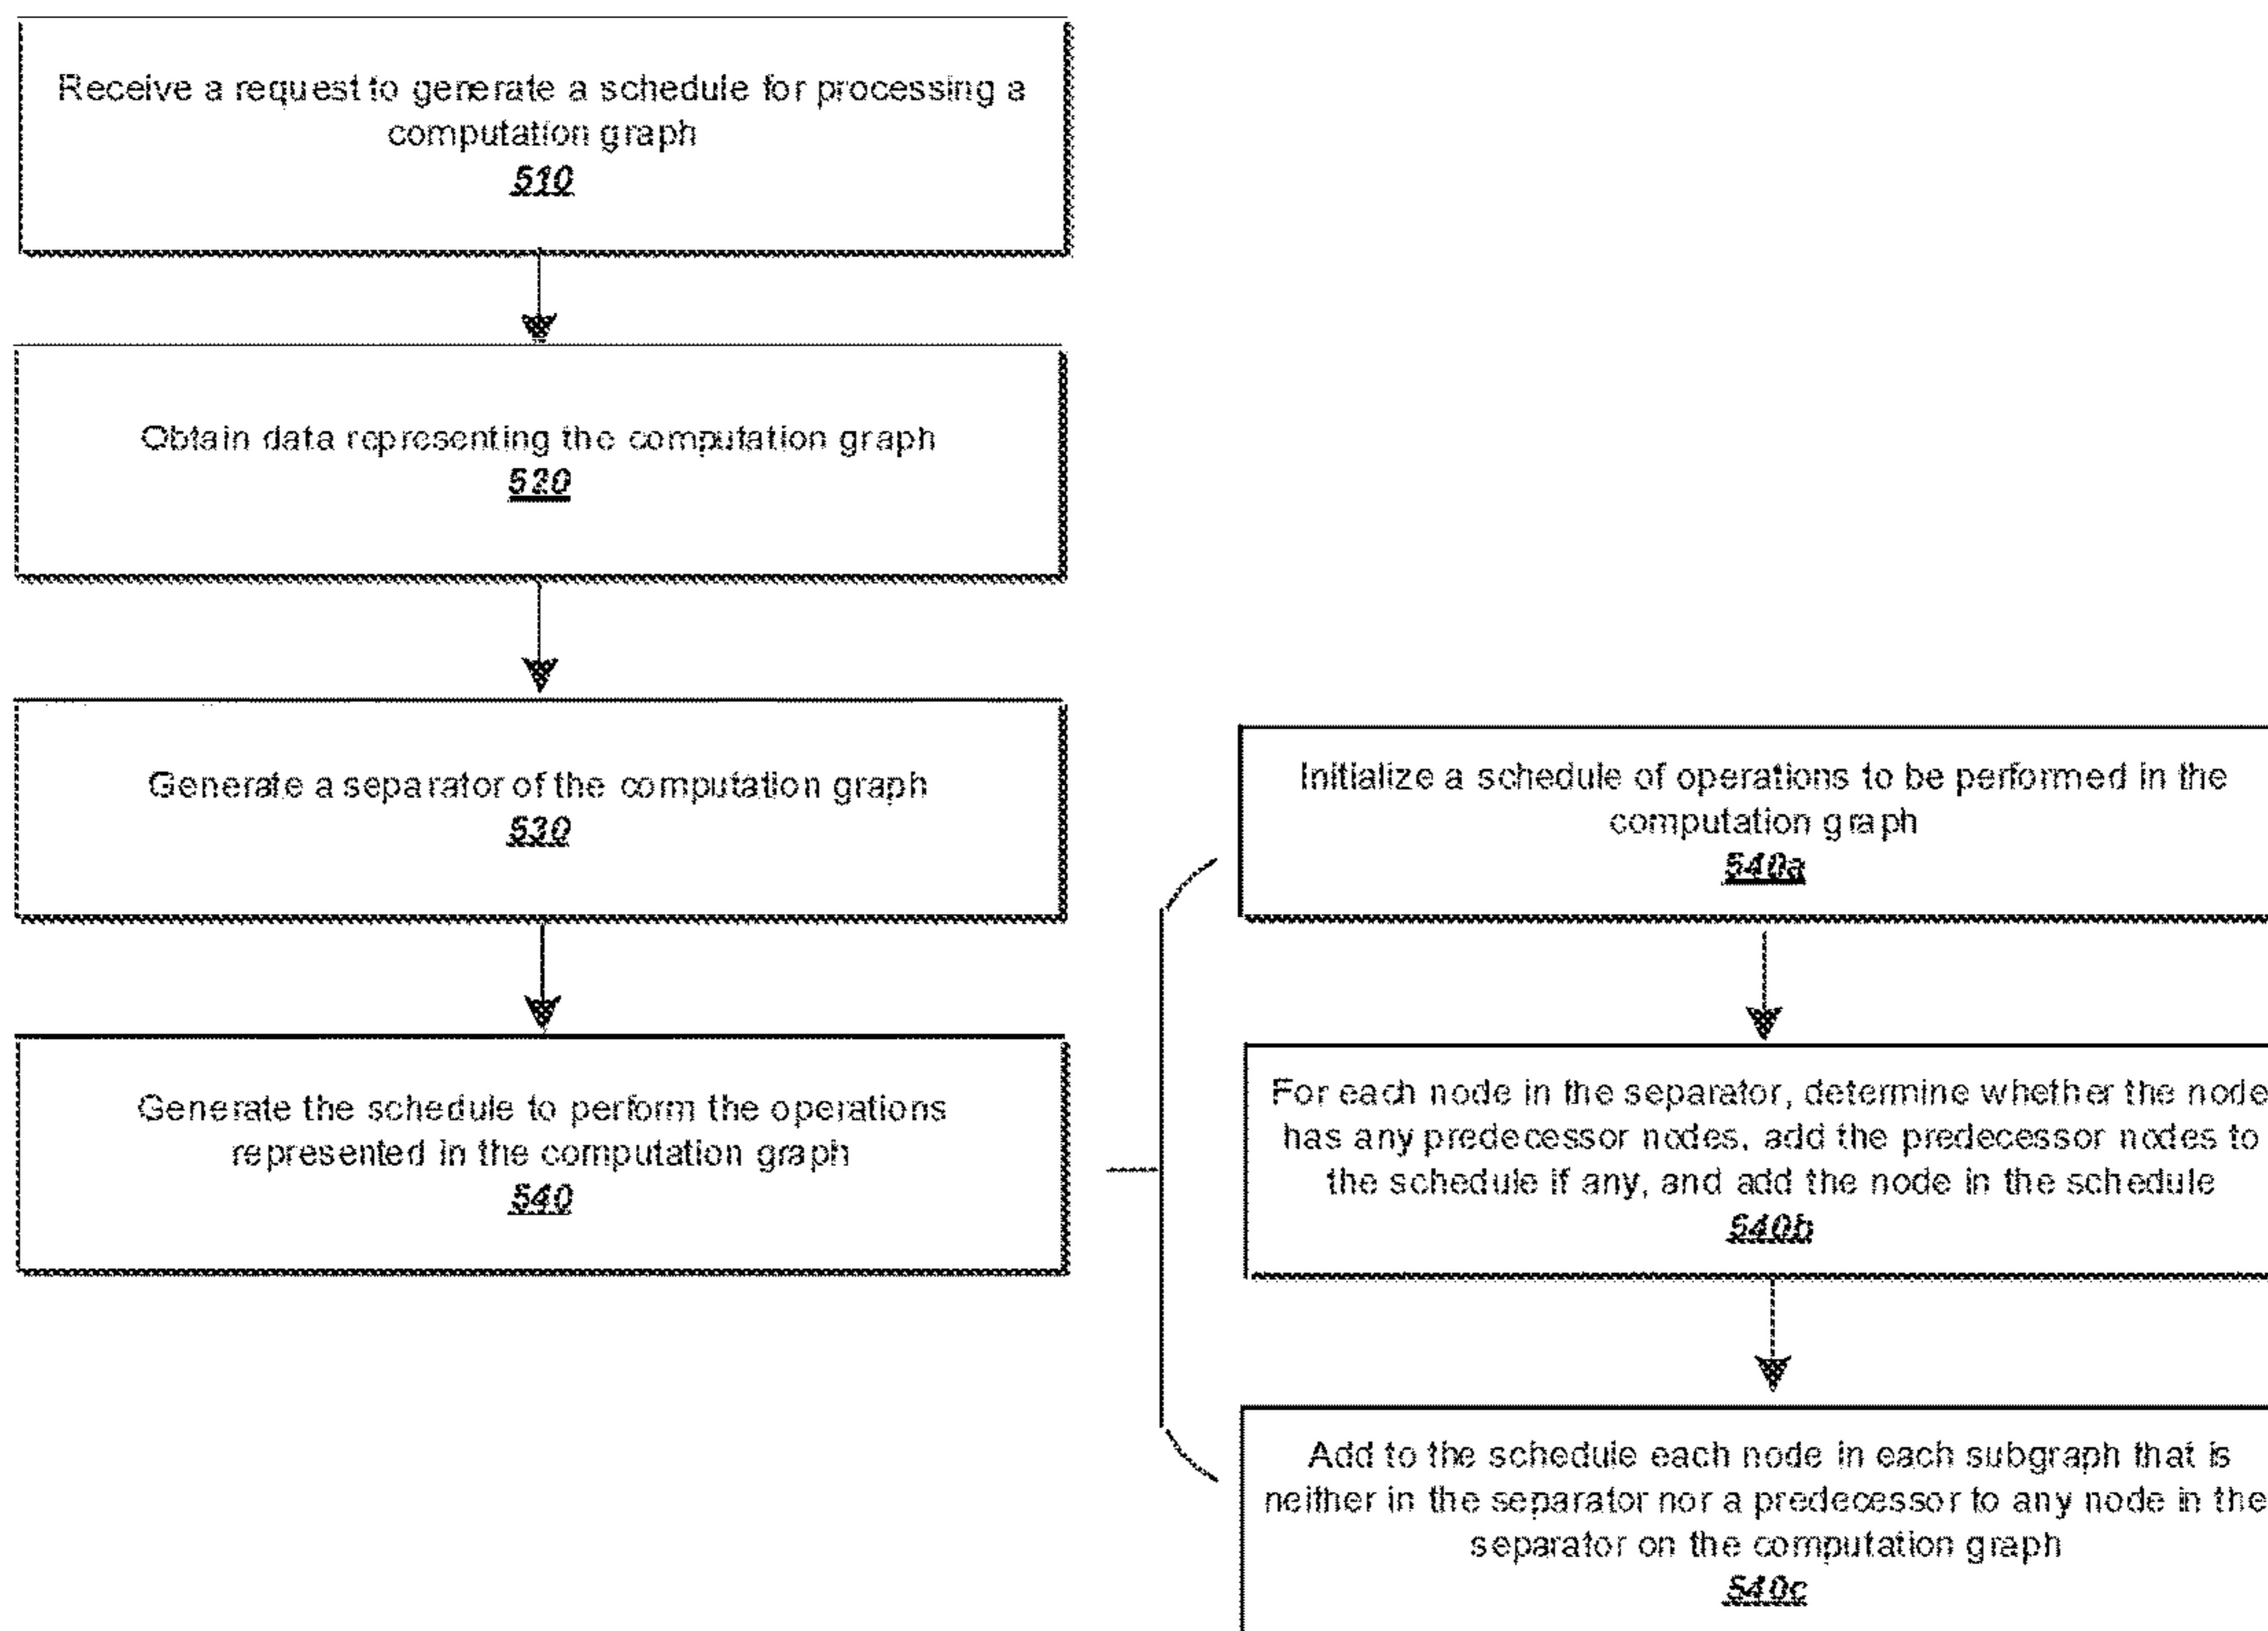 Receive a request to generate a schedule for processing a
computation graph
510
Obtain data representing the computation graph
520
Generate a separator of the computation graph
530
Generate the schedule to perform the operations
represented in the computation graph
540
Initialize a schedule of operations to be performed in the
computation graph
540a
For each node in the separator, determine whether the node
has any predecessor nodes, add the predecessor nodes to
the schedule if any, and add the node in the schedule
540b
Add to the schedule each node in each subgraph that is
neither in the separator nor a predecessor to any node in the
separator on the computation graph
540c